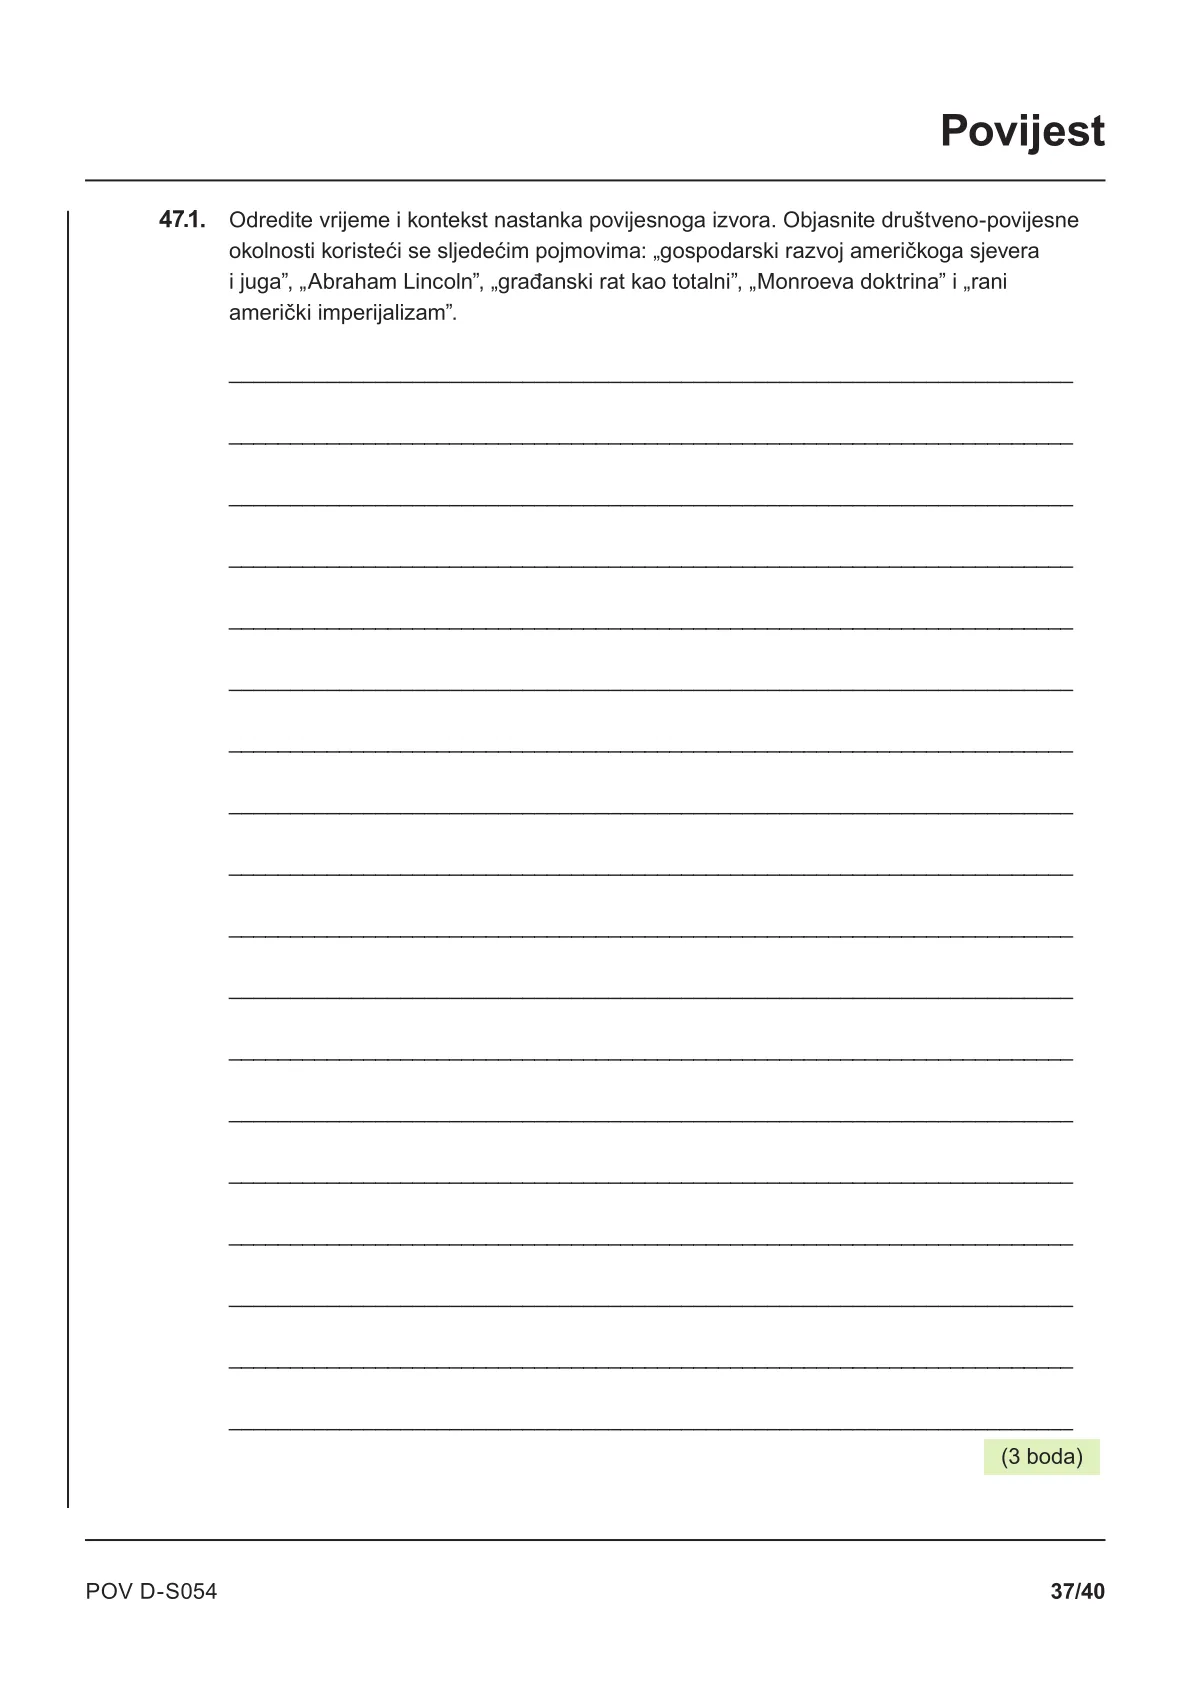 Povijest
47.1. Odredite vrijeme i kontekst nastanka povijesnoga izvora. Objasnite društveno-povijesne
okolnosti koristeći se sljedećim pojmovima: „gospodarski razvoj američkoga sjevera
i juga”, „Abraham Lincoln”, „građanski rat kao totalni”, „Monroeva doktrina” i „rani
američki imperijalizam”.
(3 boda)
POV D-S054
37/40